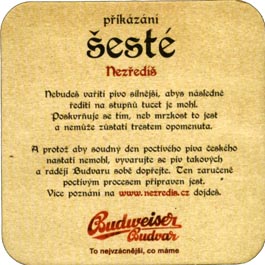 přikázání
šesté
Nezředíš
Nebudeš vařiti pivo silnější, abys následně
řediti na stupňů tucet je mohl.
Poskvrňuje se tím, neb mrzkost to jest
a nemůže zůstati trestem opomenuta.
A protož aby soudný den poctivého piva českého
nastati nemohl, vyvarujte se piv takových
a raději Budvaru sobě dopřejte. Ten zaručeně
poctivým procesem připraven jest.
Více poznání na www.nezredis.cz dojdeš.
Budweiser
Budvar
To nejvzácnější, co máme